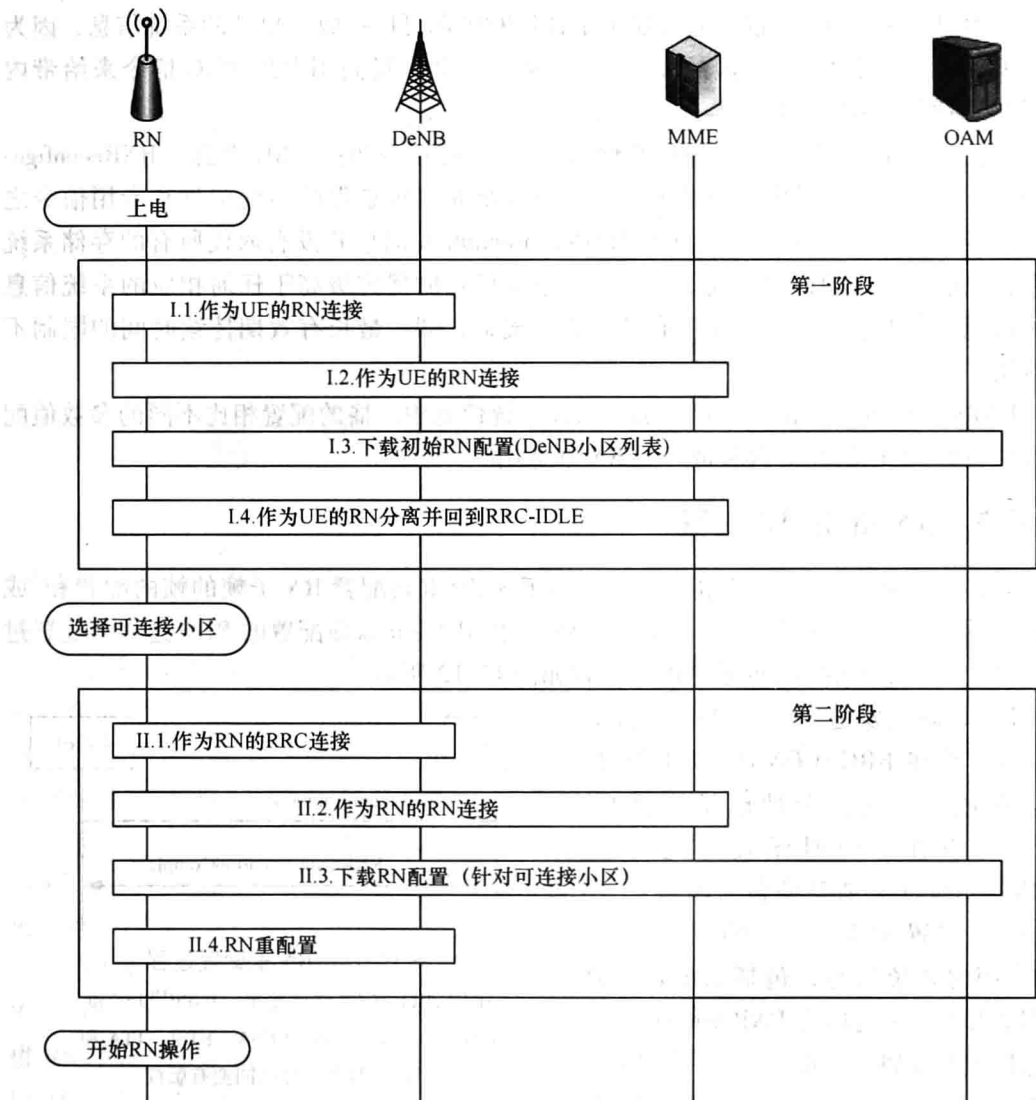 RN
DeNB
MME
OAM
上电
第一阶段
I.1.作为UE的RN连接
I.2.作为UE的RN连接
I.3.下载初始RN配置(DeNB小区列表)
I.4.作为UE的RN分离并回到RRC-IDLE
选择可连接小区
第二阶段
II.1.作为RN的RRC连接
II.2.作为RN的RN连接
II.3.下载RN配置（针对可连接小区）
II.4.RN重配置
开始RN操作